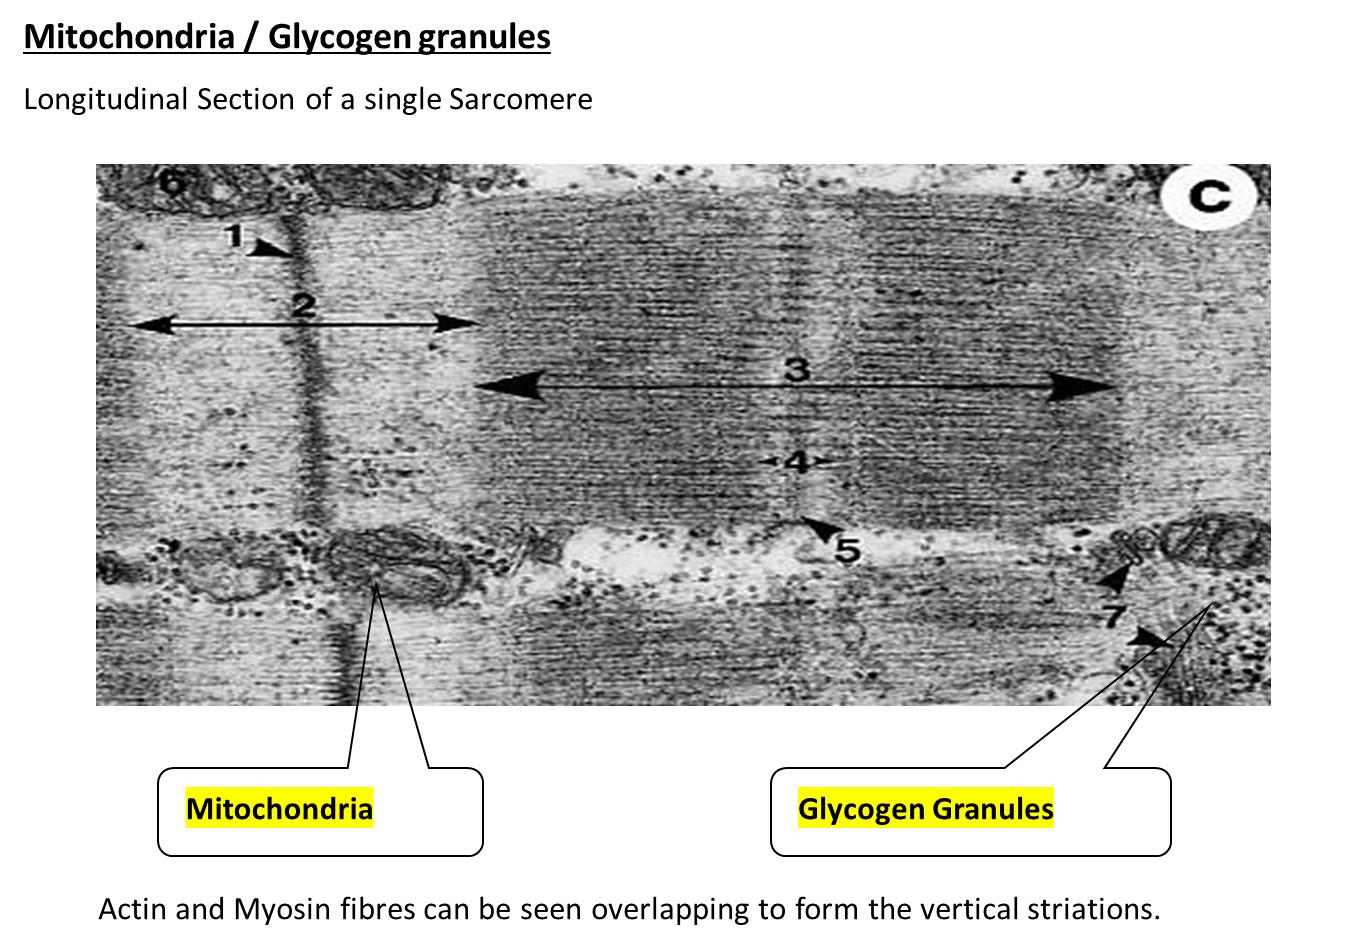 Mitochondria / Glycogen granules
Longitudinal Section of a single Sarcomere
6
C
1
2
3
4
5
7
Mitochondria
Glycogen Granules
Actin and Myosin fibres can be seen overlapping to form the vertical striations.